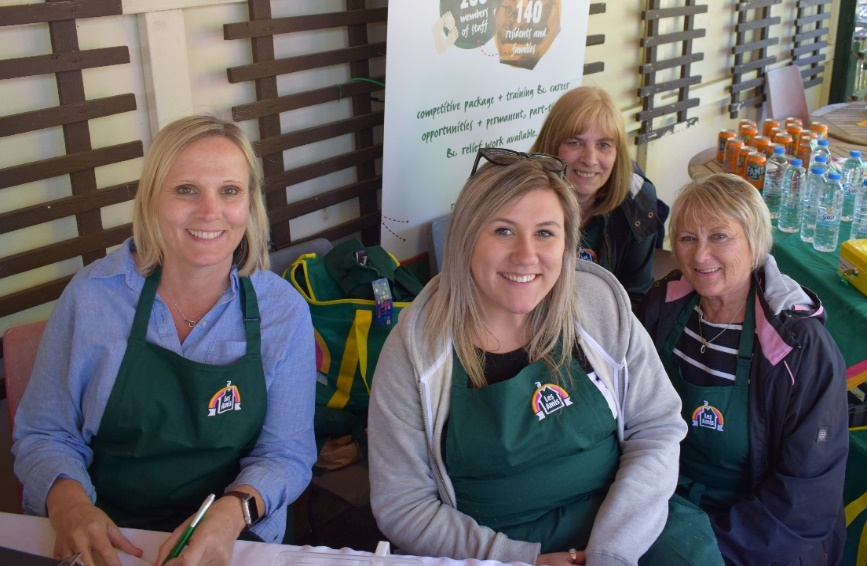 members
of staff
140
residents
and
families
competitive package + training & career
opportunities + permanent, part-
& relief work available.
Les
Amis
Les
Amis
Les
Amis